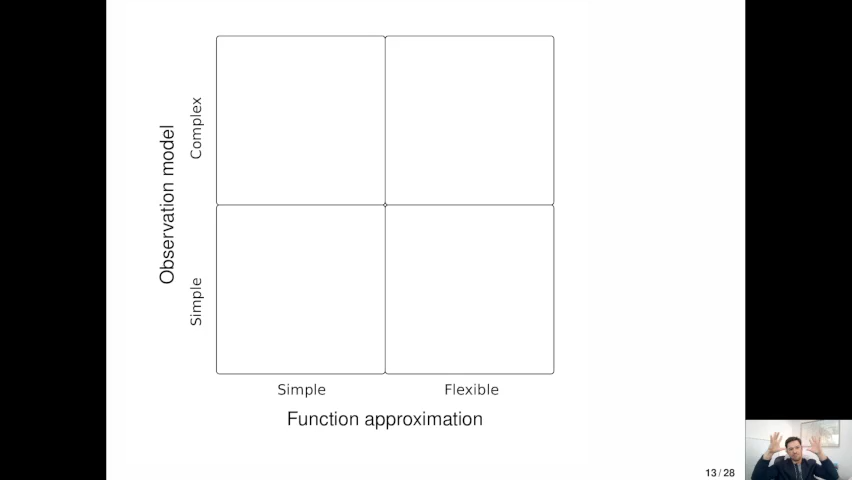 Observation model
Complex
Simple
Simple
Flexible
Function approximation
13 / 28